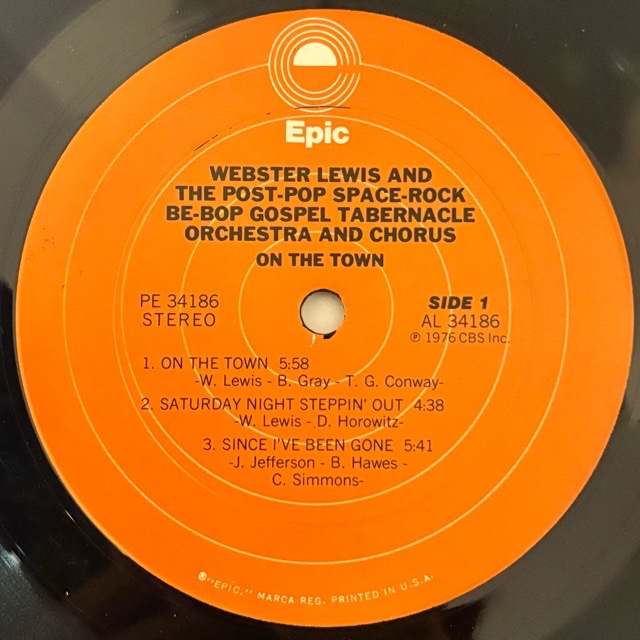 Epic
WEBSTER LEWIS AND
THE POST-POP SPACE-ROCK
BE-BOP GOSPEL TABERNACLE
ORCHESTRA AND CHORUS
ON THE TOWN
PE 34186
STEREO
SIDE 1
AL 34186
℗ 1976 CBS Inc.
1. ON THE TOWN 5:58
-W. Lewis - B. Gray - T. G. Conway-
2. SATURDAY NIGHT STEPPIN' OUT 4:38
-W. Lewis - D. Horowitz-
3. SINCE I'VE BEEN GONE 5:41
-J. Jefferson - B. Hawes -
C. Simmons-
®"EPIC," MARCA REG. PRINTED IN U.S.A.